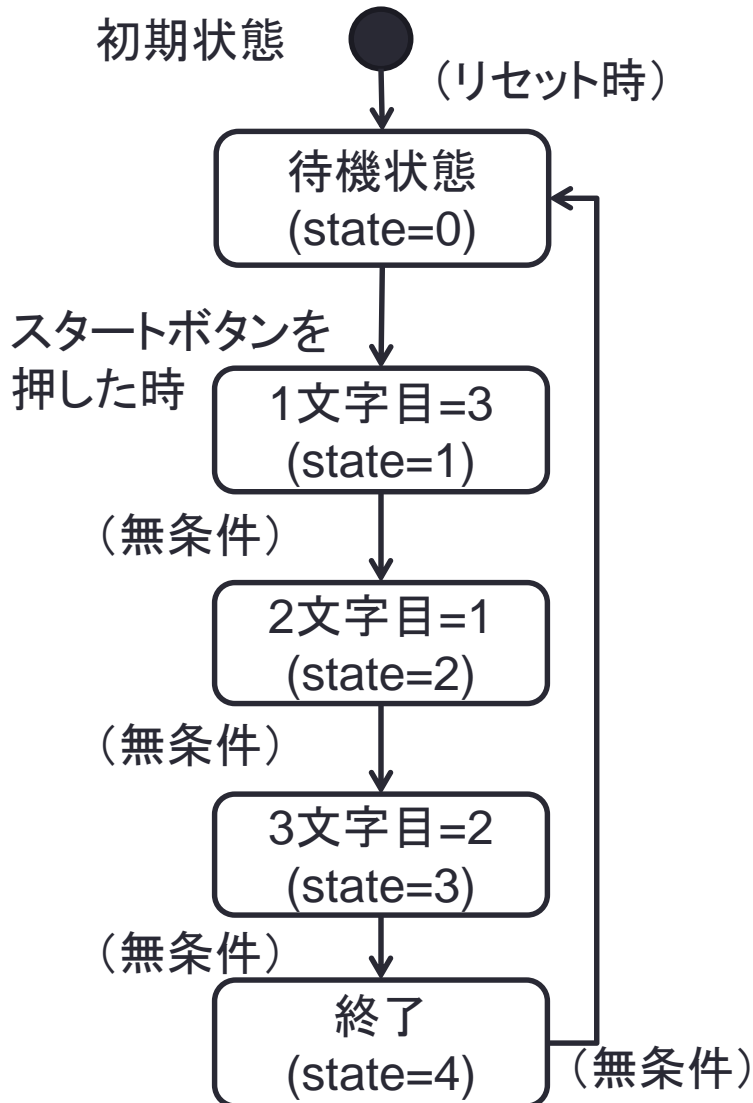 初期状態
（リセット時）
待機状態
(state=0)
スタートボタンを
押した時
1文字目=3
(state=1)
（無条件）
2文字目=1
(state=2)
（無条件）
3文字目=2
(state=3)
（無条件）
終了
(state=4)
（無条件）